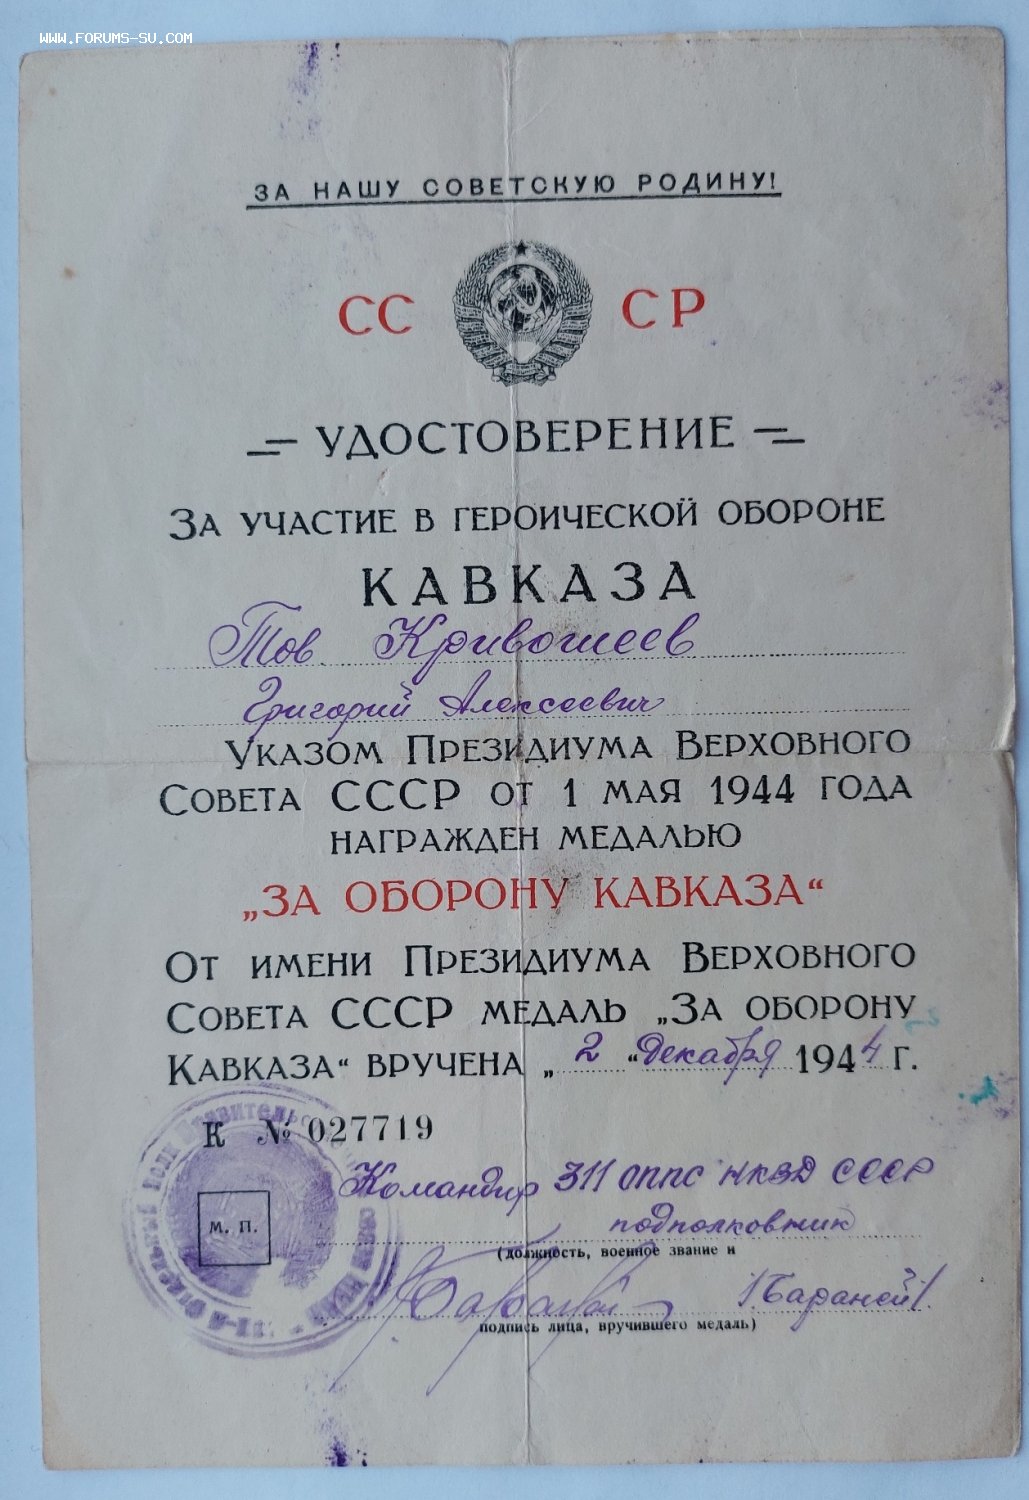 WWW.FORUMS-SU.COM
ЗА НАШУ СОВЕТСКУЮ РОДИНУ!
СС СР
УДОСТОВЕРЕНИЕ
ЗА УЧАСТИЕ В ГЕРОИЧЕСКОЙ ОБОРОНЕ
КАВКАЗА
Тов. Кривошеев
Григорий Алексеевич
УКАЗОМ ПРЕЗИДИУМА ВЕРХОВНОГО
СОВЕТА СССР ОТ 1 МАЯ 1944 ГОДА
НАГРАЖДЕН МЕДАЛЬЮ
„ЗА ОБОРОНУ КАВКАЗА“
ОТ ИМЕНИ ПРЕЗИДИУМА ВЕРХОВНОГО
СОВЕТА СССР МЕДАЛЬ „ЗА ОБОРОНУ
КАВКАЗА“ ВРУЧЕНА „2“ декабря 1944 Г.
К № 027719
Командир 311 ОППС НКВД СССР
м. п.
подполковник
(должность, военное звание и
/Бараней/.
подпись лица, вручившего медаль)